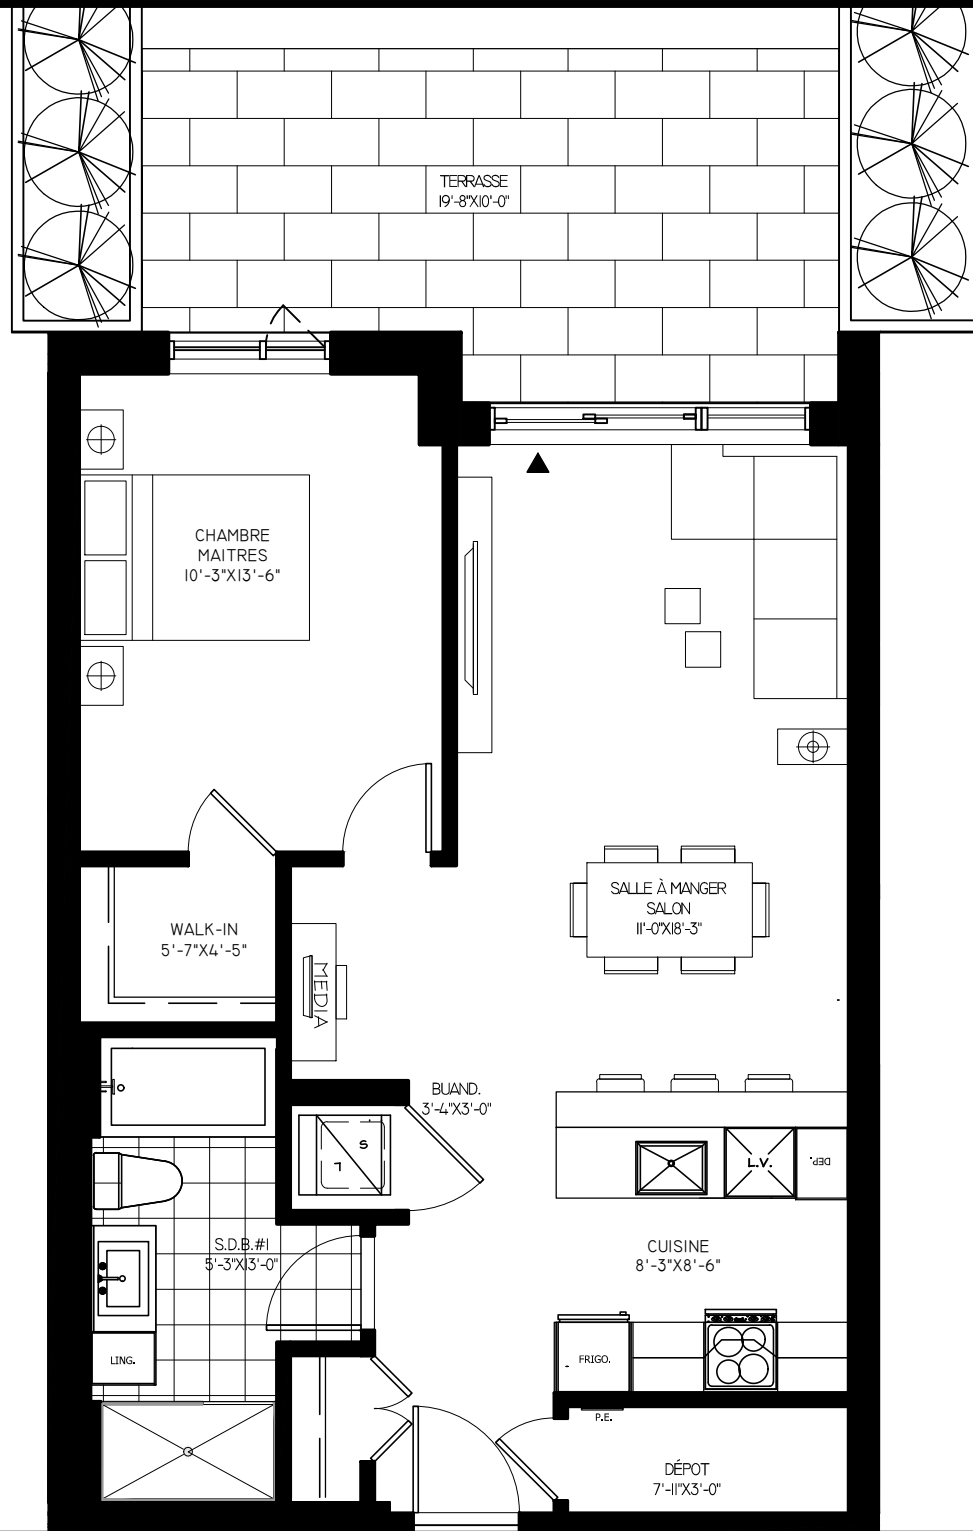 TERRASSE
19'-8"X10'-0"
CHAMBRE
MAITRES
10'-3"X13'-6"
SALLE À MANGER
SALON
11'-0"X18'-3"
WALK-IN
5'-7"X4'-5"
MEDIA
BUAND.
3'-4"X3'-0"
S
L
L.V.
DEP.
S.D.B.#1
5'-3"X13'-0"
CUISINE
8'-3"X8'-6"
LING.
FRIGO.
P.E.
DÉPOT
7'-11"X3'-0"